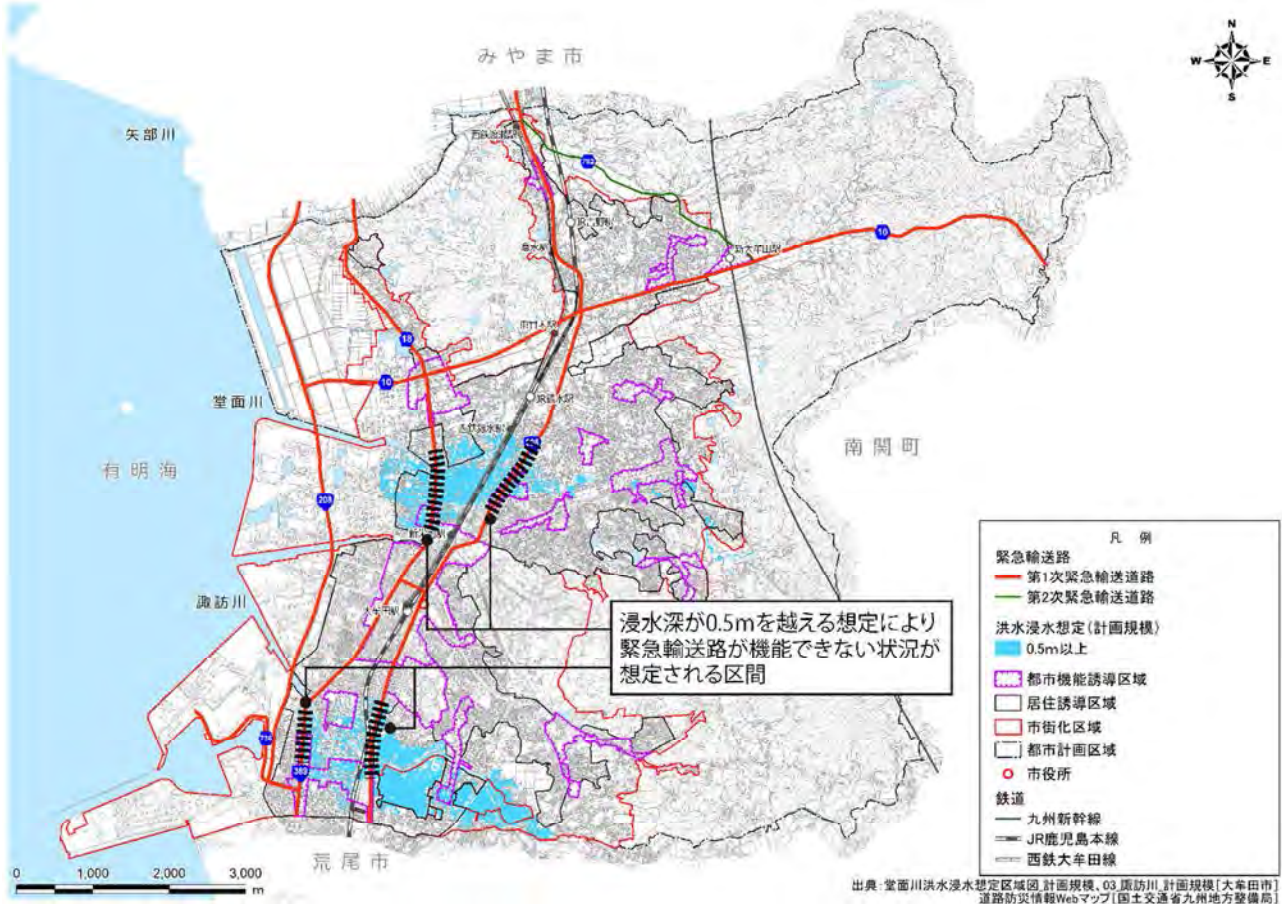 みやま市
N
W
E
S
矢部川
792
10
18
10
堂面川
有明海
南関町
208
諏訪川
浸水深が0.5mを越える想定により
緊急輸送路が機能できない状況が
想定される区間
716
389
荒尾市
0 1,000 2,000 3,000
m
凡 例
緊急輸送路
第1次緊急輸送道路
第2次緊急輸送道路
洪水浸水想定(計画規模)
0.5m以上
都市機能誘導区域
居住誘導区域
市街化区域
都市計画区域
市役所
鉄道
九州新幹線
JR鹿児島本線
西鉄大牟田線
出典:堂面川洪水浸水想定区域図_計画規模、03_諏訪川_計画規模[大牟田市]
道路防災情報Webマップ[国土交通省九州地方整備局]